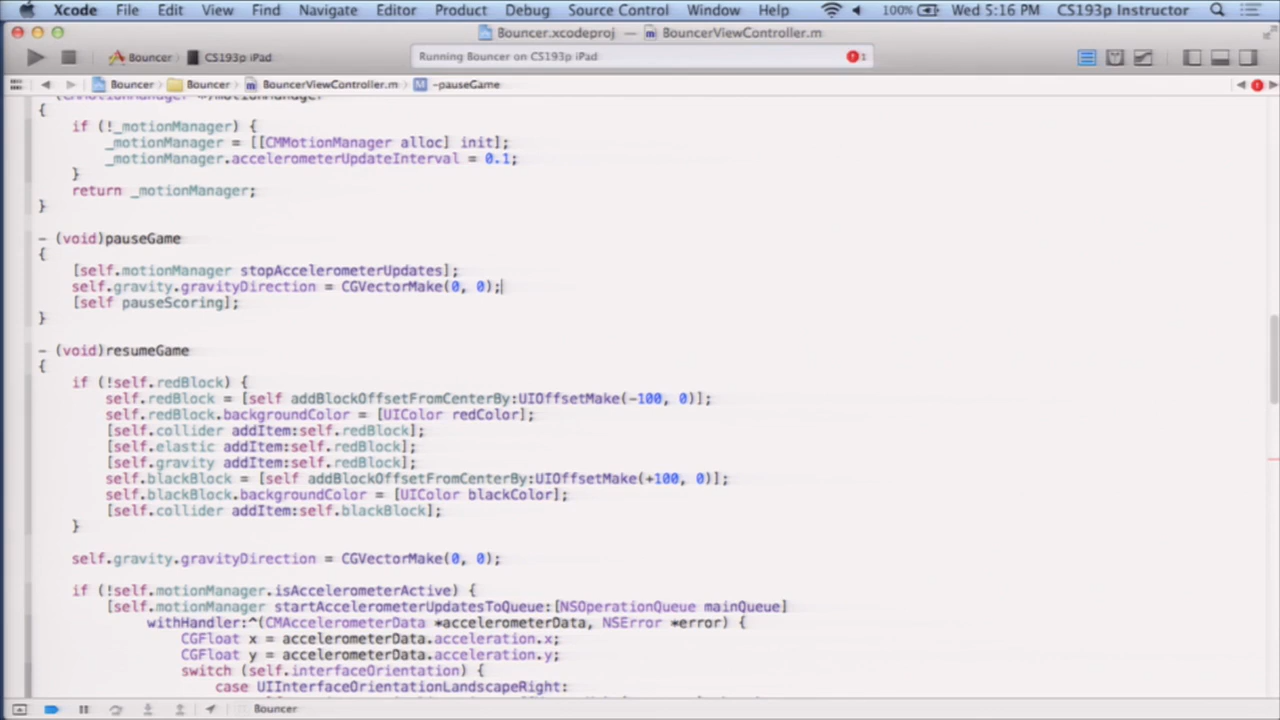 Xcode File Edit View Find Navigate Editor Product Debug Source Control Window Help 100% Wed 5:16 PM CS193p Instructor
Bouncer.xcodeproj — BouncerViewController.m
Bouncer CS193p iPad Running Bouncer on CS193p iPad 1
Bouncer Bouncer BouncerViewController.m M -pauseGame
- (CMMotionManager *)motionManager
{
if (!_motionManager) {
_motionManager = [[CMMotionManager alloc] init];
_motionManager.accelerometerUpdateInterval = 0.1;
}
return _motionManager;
}
- (void)pauseGame
{
[self.motionManager stopAccelerometerUpdates];
self.gravity.gravityDirection = CGVectorMake(0, 0);
[self pauseScoring];
}
- (void)resumeGame
{
if (!self.redBlock) {
self.redBlock = [self addBlockOffsetFromCenterBy:UIOffsetMake(-100, 0)];
self.redBlock.backgroundColor = [UIColor redColor];
[self.collider addItem:self.redBlock];
[self.elastic addItem:self.redBlock];
[self.gravity addItem:self.redBlock];
self.blackBlock = [self addBlockOffsetFromCenterBy:UIOffsetMake(+100, 0)];
self.blackBlock.backgroundColor = [UIColor blackColor];
[self.collider addItem:self.blackBlock];
}
self.gravity.gravityDirection = CGVectorMake(0, 0);
if (!self.motionManager.isAccelerometerActive) {
[self.motionManager startAccelerometerUpdatesToQueue:[NSOperationQueue mainQueue]
withHandler:^(CMAccelerometerData *accelerometerData, NSError *error) {
CGFloat x = accelerometerData.acceleration.x;
CGFloat y = accelerometerData.acceleration.y;
switch (self.interfaceOrientation) {
case UIInterfaceOrientationLandscapeRight:
Bouncer